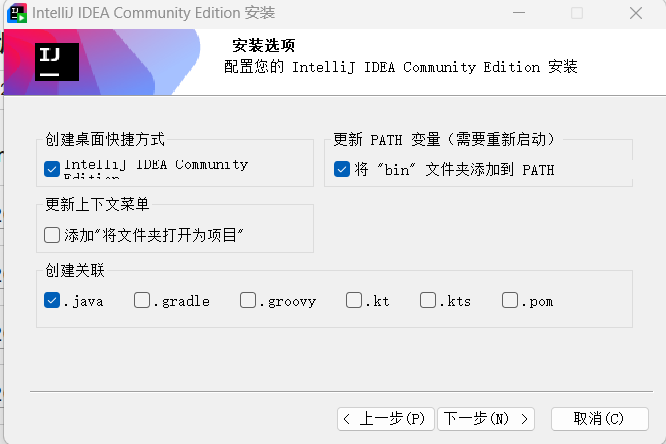 IntelliJ IDEA Community Edition 安装
IJ
安装选项
配置您的 IntelliJ IDEA Community Edition 安装
创建桌面快捷方式
IntelliJ IDEA Community
Edition
更新 PATH 变量（需要重新启动）
将 "bin" 文件夹添加到 PATH
更新上下文菜单
添加"将文件夹打开为项目"
创建关联
.java .gradle .groovy .kt .kts .pom
< 上一步(P) 下一步(N) > 取消(C)